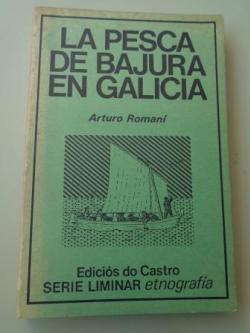 LA PESCA
DE BAJURA
EN GALICIA
Arturo Romaní
Ediciós do Castro
SERIE LIMINAR etnografía